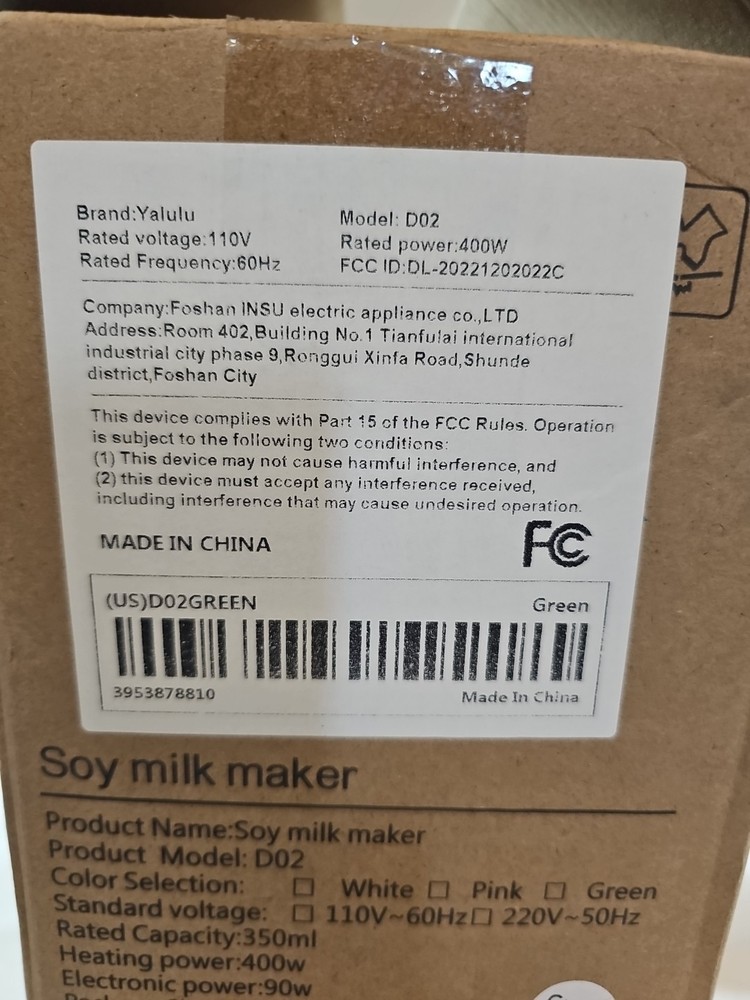 Brand:Yalulu Model: D02
Rated voltage:110V Rated power:400W
Rated Frequency:60Hz FCC ID:DL-20221202022C
Company:Foshan INSU electric appliance co.,LTD
Address:Room 402,Building No.1 Tianfulai international
industrial city phase 9,Ronggui Xinfa Road,Shunde
district,Foshan City
This device complies with Part 15 of the FCC Rules. Operation
is subject to the following two conditions:
(1) This device may not cause harmful interference, and
(2) this device must accept any interference received,
including interference that may cause undesired operation.
MADE IN CHINA FC
(US)D02GREEN Green
3953878810 Made In China
Soy milk maker
Product Name:Soy milk maker
Product Model: D02
Color Selection: □ White □ Pink □ Green
Standard voltage: □ 110V~60Hz □ 220V~50Hz
Rated Capacity:350ml
Heating power:400w
Electronic power:90w